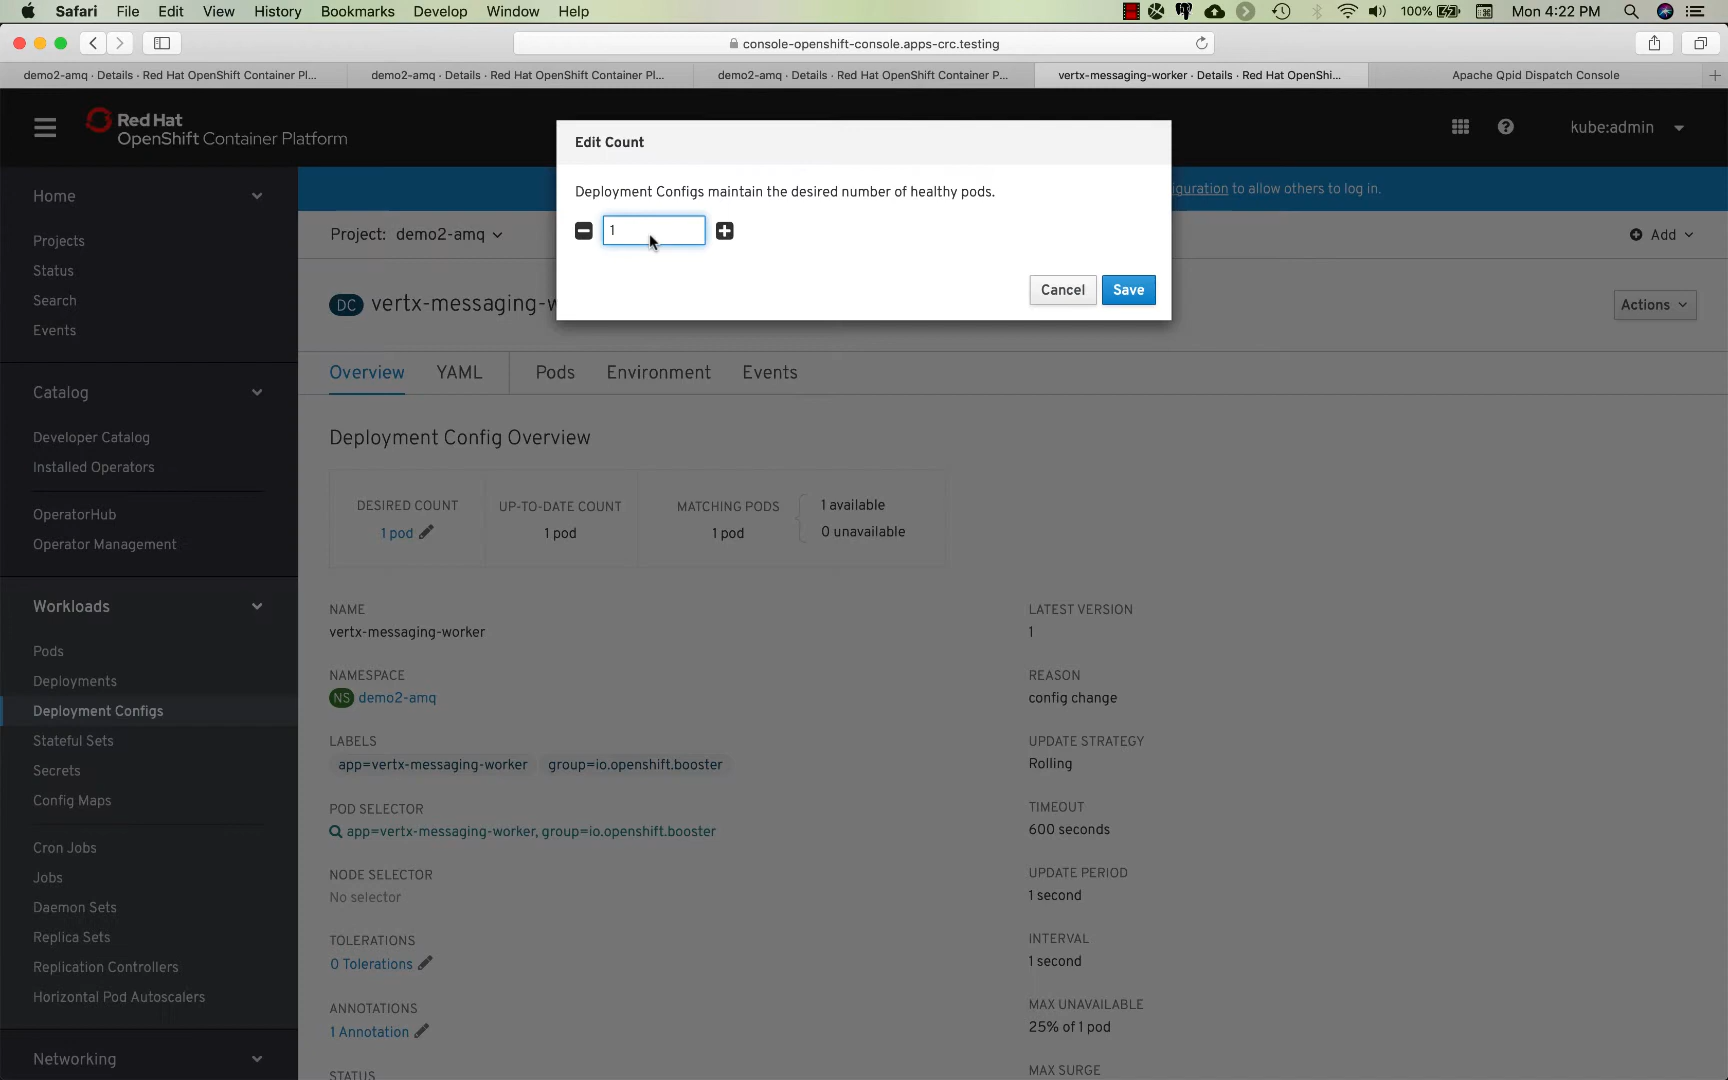 Safari File Edit View History Bookmarks Develop Window Help 100% Mon 4:22 PM
console-openshift-console.apps-crc.testing
demo2-amq · Details · Red Hat OpenShift Container Pl... demo2-amq · Details · Red Hat OpenShift Container Pl... demo2-amq · Details · Red Hat OpenShift Container P... vertx-messaging-worker · Details · Red Hat OpenShi... Apache Qpid Dispatch Console
Red Hat
OpenShift Container Platform
kube:admin
Edit Count
Deployment Configs maintain the desired number of healthy pods.
1
Cancel Save
guration to allow others to log in.
Project: demo2-amq Add
DC vertx-messaging-w Actions
Overview YAML Pods Environment Events
Home
Projects
Status
Search
Events
Catalog
Developer Catalog
Installed Operators
OperatorHub
Operator Management
Workloads
Pods
Deployments
Deployment Configs
Stateful Sets
Secrets
Config Maps
Cron Jobs
Jobs
Daemon Sets
Replica Sets
Replication Controllers
Horizontal Pod Autoscalers
Networking
Deployment Config Overview
DESIRED COUNT
1 pod
UP-TO-DATE COUNT
1 pod
MATCHING PODS
1 pod
1 available
0 unavailable
NAME
vertx-messaging-worker
NAMESPACE
NS demo2-amq
LABELS
app=vertx-messaging-worker group=io.openshift.booster
POD SELECTOR
app=vertx-messaging-worker, group=io.openshift.booster
NODE SELECTOR
No selector
TOLERATIONS
0 Tolerations
ANNOTATIONS
1 Annotation
STATUS
LATEST VERSION
1
REASON
config change
UPDATE STRATEGY
Rolling
TIMEOUT
600 seconds
UPDATE PERIOD
1 second
INTERVAL
1 second
MAX UNAVAILABLE
25% of 1 pod
MAX SURGE